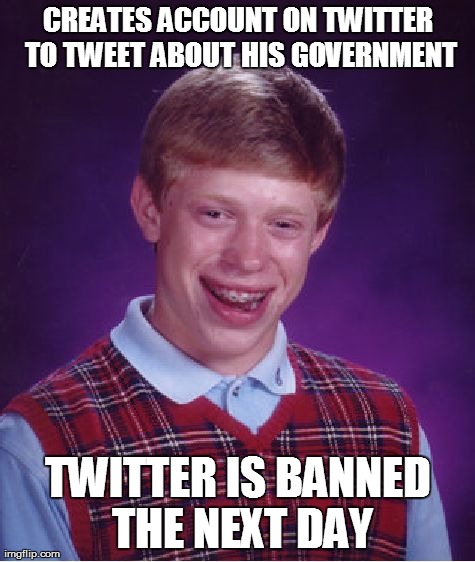 CREATES ACCOUNT ON TWITTER
TO TWEET ABOUT HIS GOVERNMENT
TWITTER IS BANNED
THE NEXT DAY
imgflip.com